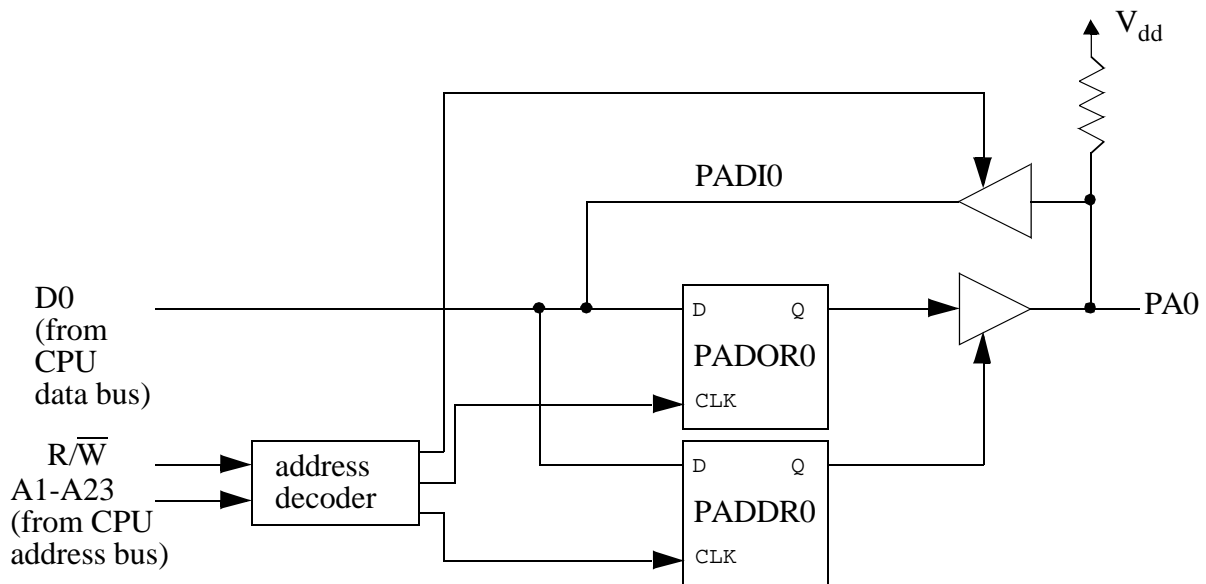 Vdd
PADI0
D0
(from
CPU
data bus)
D Q
PADOR0
CLK
PA0
R/W̅
A1-A23
(from CPU
address bus)
address
decoder
D Q
PADDR0
CLK